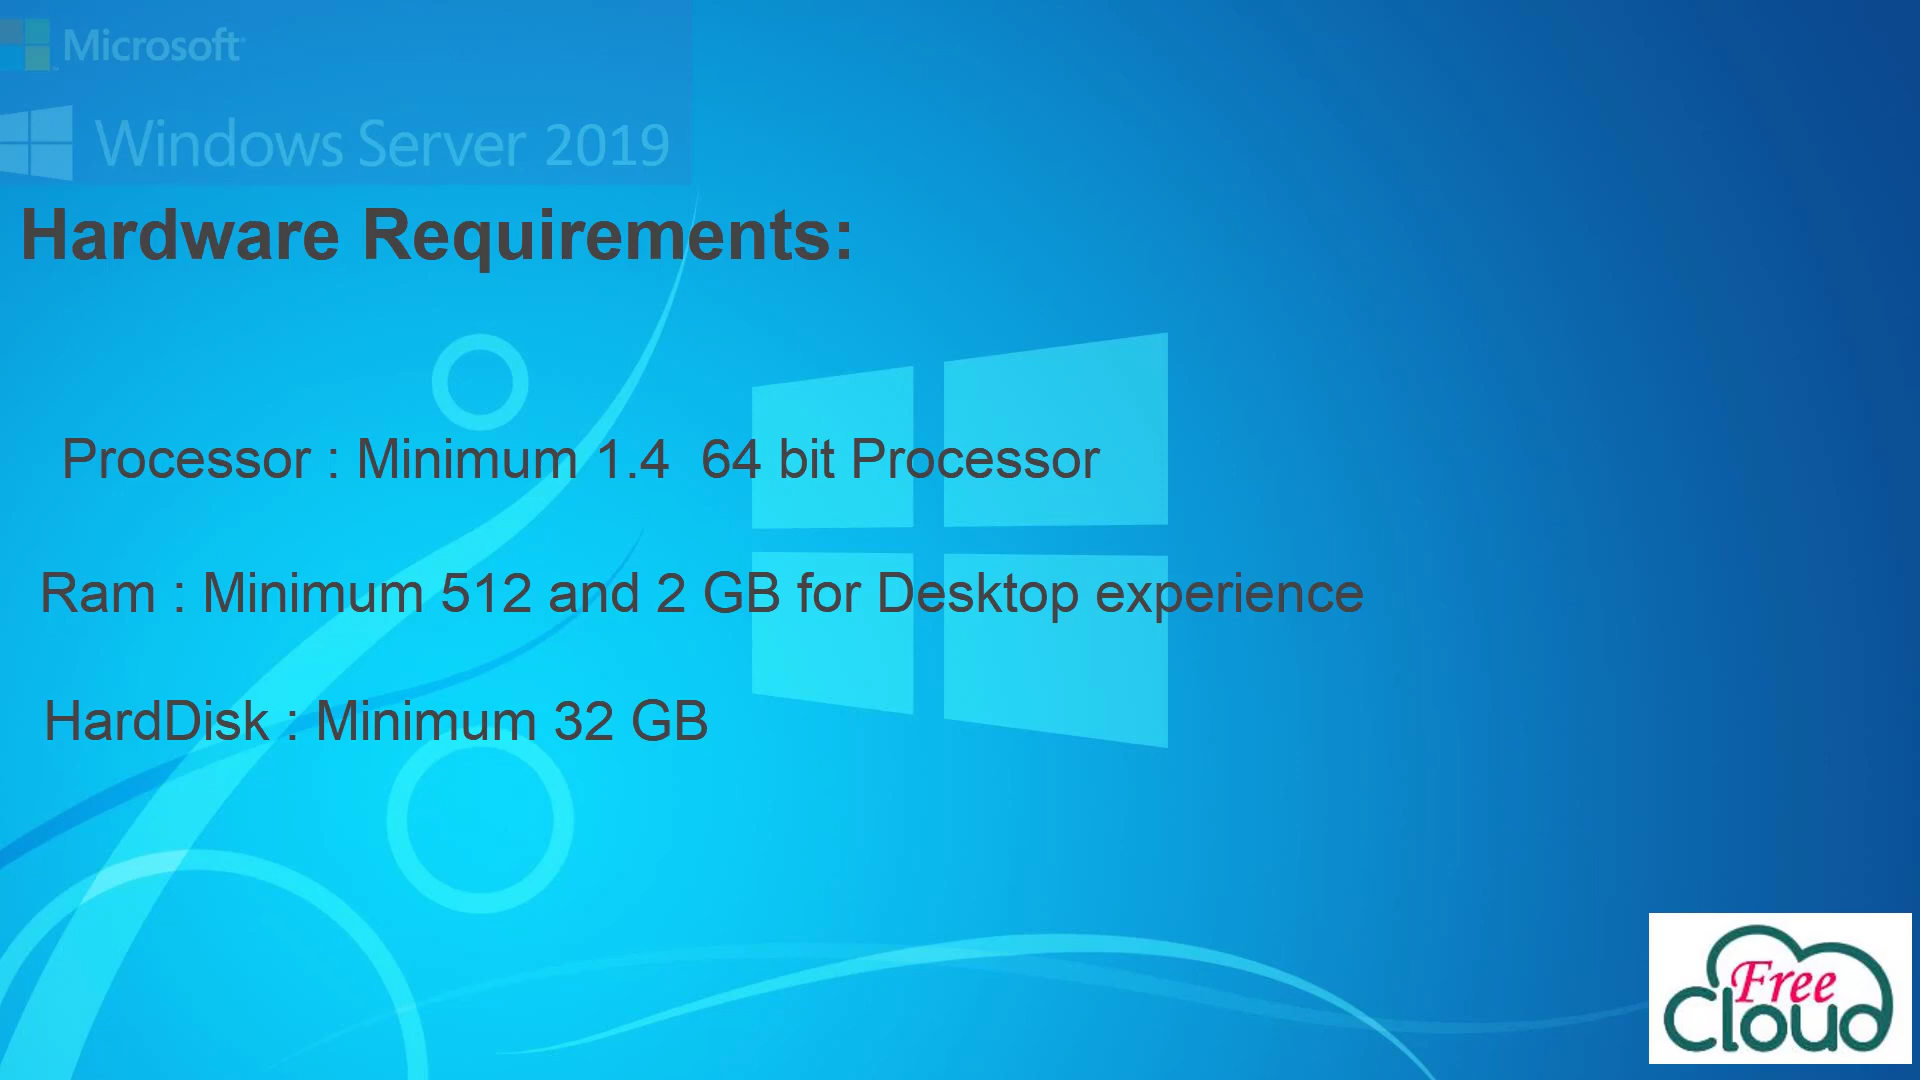 Microsoft
Windows Server 2019
Hardware Requirements:
Processor : Minimum 1.4  64 bit Processor
Ram : Minimum 512 and 2 GB for Desktop experience
HardDisk : Minimum 32 GB
Free
Cloud